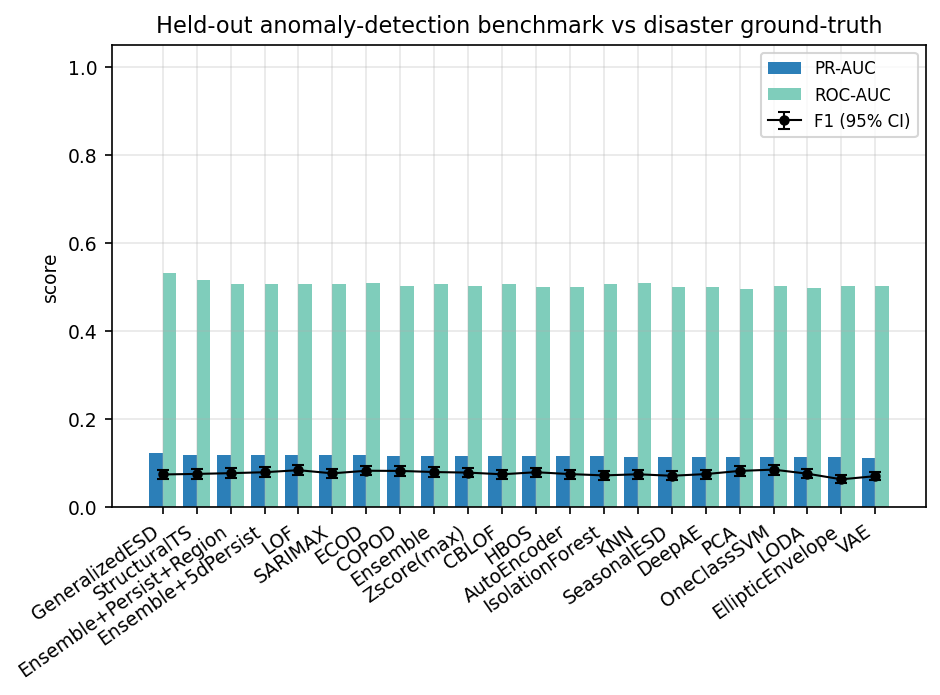 Held-out anomaly-detection benchmark vs disaster ground-truth
PR-AUC
ROC-AUC
F1 (95% CI)
score
1.0
0.8
0.6
0.4
0.2
0.0
GeneralizedESD
StructuralTS
Ensemble+Persist+Region
Ensemble+5dPersist
LOF
SARIMAX
ECOD
COPOD
Ensemble
Zscore(max)
CBLOF
HBOS
AutoEncoder
IsolationForest
KNN
SeasonalESD
DeepAE
PCA
OneClassSVM
LODA
EllipticEnvelope
VAE